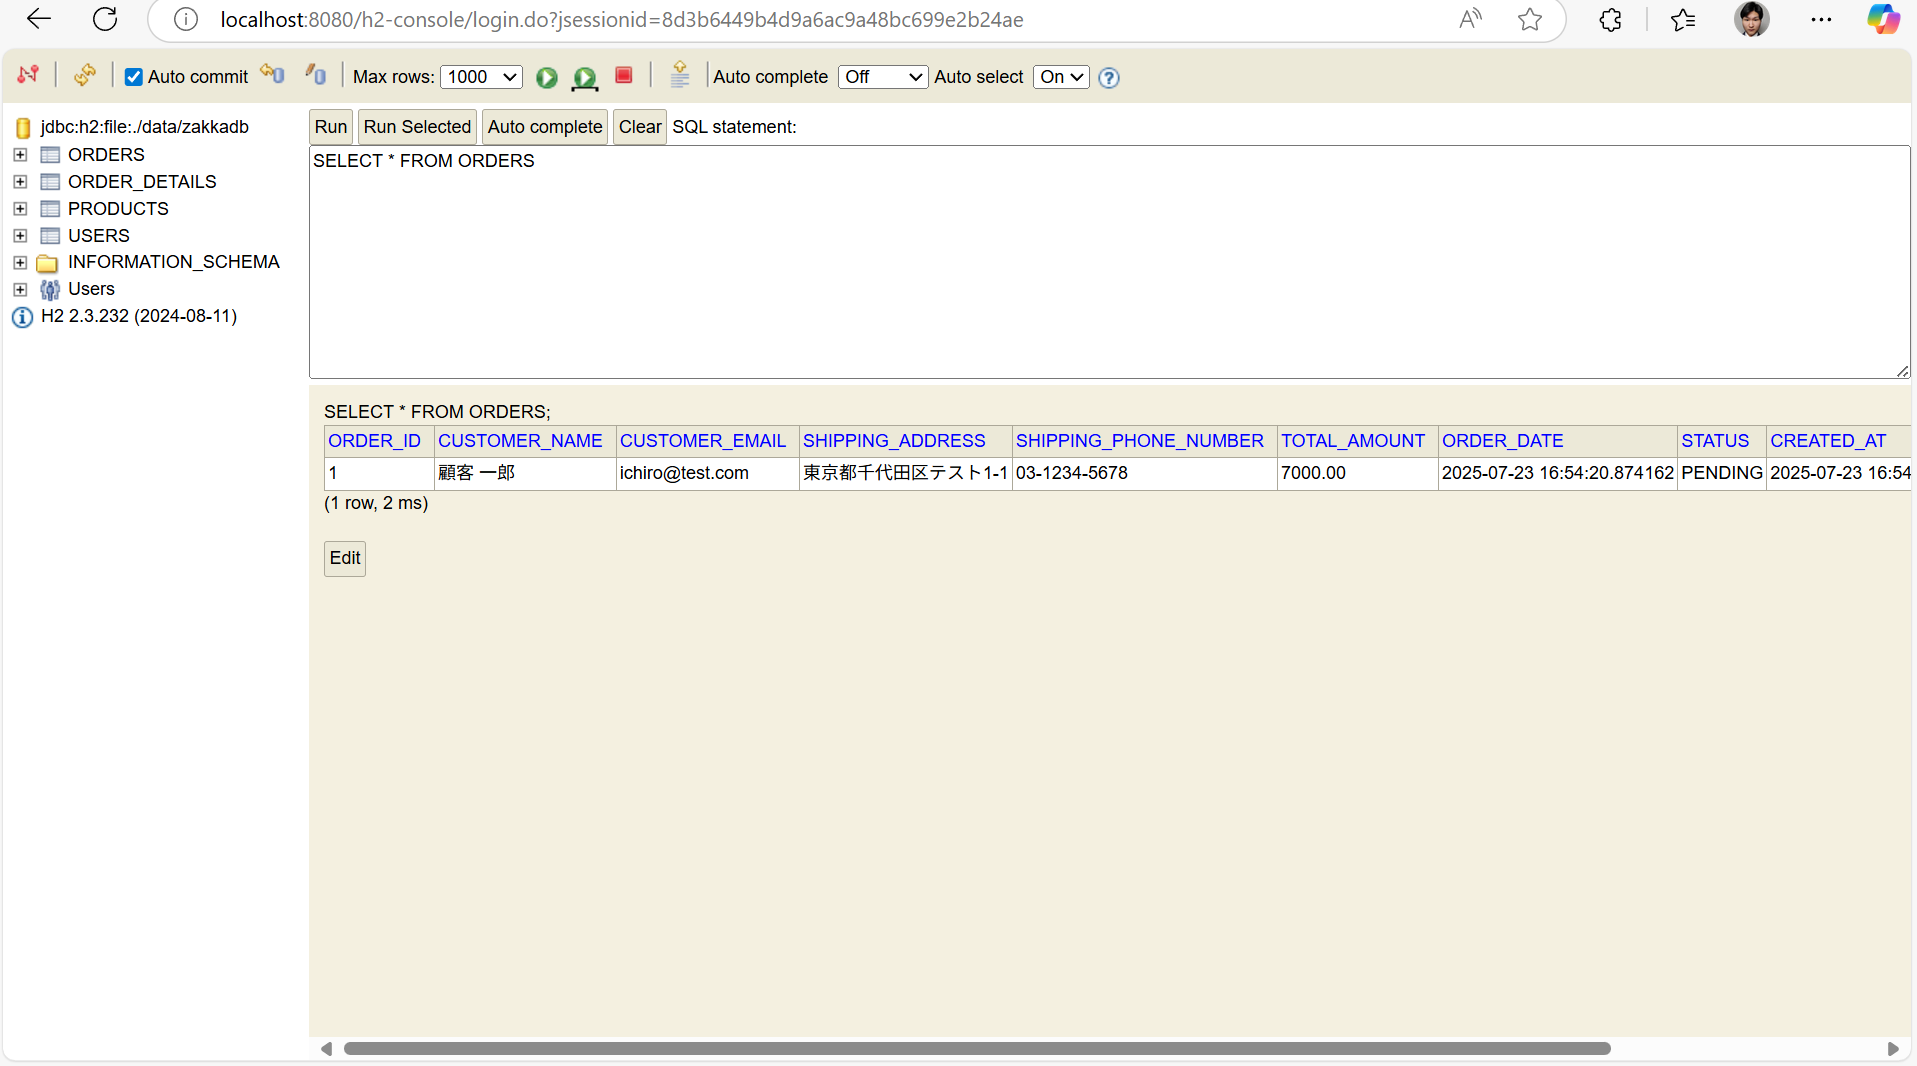 localhost:8080/h2-console/login.do?jsessionid=8d3b6449b4d9a6ac9a48bc699e2b24ae
Auto commit Max rows: 1000 Auto complete Off Auto select On
jdbc:h2:file:./data/zakkadb
ORDERS
ORDER_DETAILS
PRODUCTS
USERS
INFORMATION_SCHEMA
Users
H2 2.3.232 (2024-08-11)
Run Run Selected Auto complete Clear SQL statement:
SELECT * FROM ORDERS
SELECT * FROM ORDERS;
ORDER_ID CUSTOMER_NAME CUSTOMER_EMAIL SHIPPING_ADDRESS SHIPPING_PHONE_NUMBER TOTAL_AMOUNT ORDER_DATE STATUS CREATED_AT
1 顧客 一郎 ichiro@test.com 東京都千代田区テスト1-1 03-1234-5678 7000.00 2025-07-23 16:54:20.874162 PENDING 2025-07-23 16:54
(1 row, 2 ms)
Edit